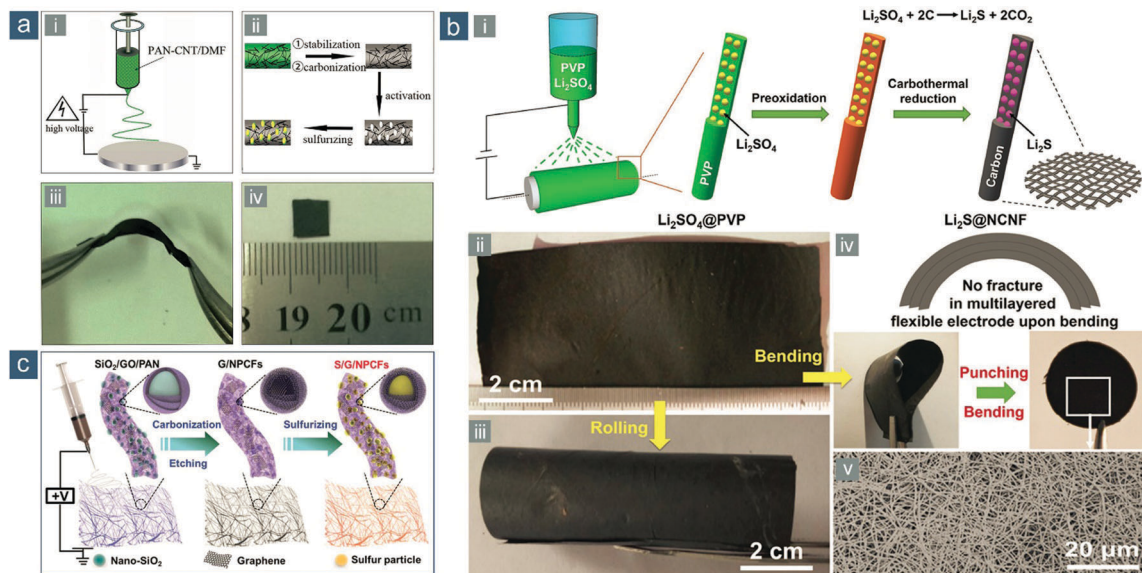 a
i
PAN-CNT/DMF
high voltage
ii
①stabilization
②carbonization
activation
sulfurizing
iii
iv
8 19 20 cm
b
i
PVP
Li₂SO₄
Li₂SO₄ + 2C → Li₂S + 2CO₂
Preoxidation
Carbothermal
reduction
Li₂SO₄
PVP
Li₂S
Carbon
Li₂SO₄@PVP
Li₂S@NCNF
ii
2 cm
Bending
Rolling
iii
2 cm
iv
No fracture
in multilayered
flexible electrode upon bending
Punching
Bending
v
20 µm
c
SiO₂/GO/PAN
G/NPCFs
S/G/NPCFs
Carbonization
Etching
Sulfurizing
+V
Nano-SiO₂
Graphene
Sulfur particle